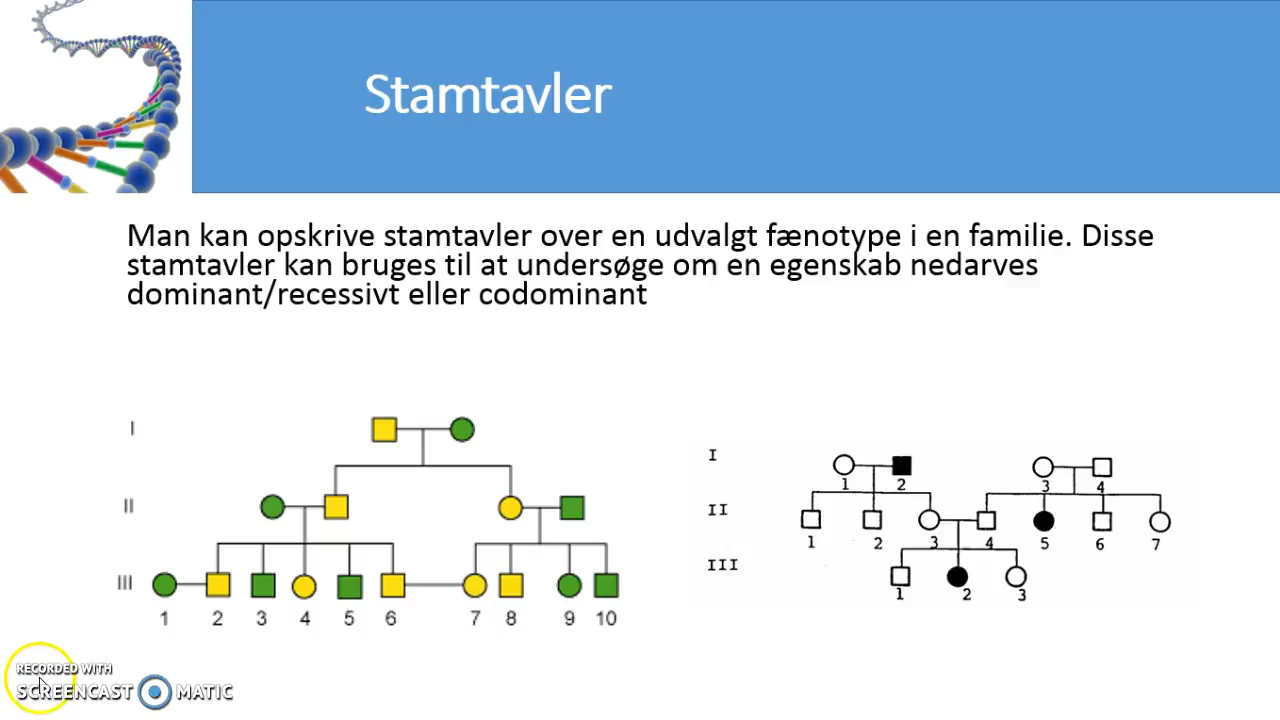 Stamtavler
Man kan opskrive stamtavler over en udvalgt fænotype i en familie. Disse
stamtavler kan bruges til at undersøge om en egenskab nedarves
dominant/recessivt eller codominant
I
II
III
1 2 3 4 5 6 7 8 9 10
I
1 2 3 4
II
1 2 3 4 5 6 7
III
1 2 3
RECORDED WITH
SCREENCAST MATIC